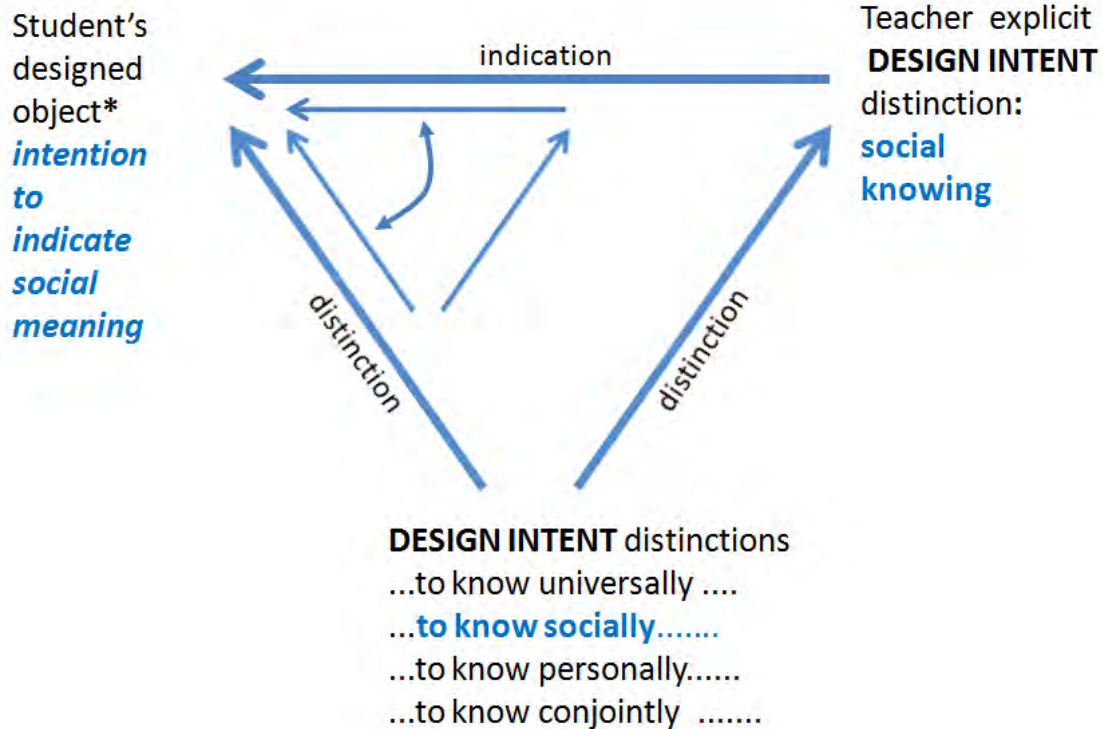 Student's
designed
object*
intention
to
indicate
social
meaning
indication
Teacher explicit
DESIGN INTENT
distinction:
social
knowing
distinction
distinction
DESIGN INTENT distinctions
...to know universally ....
...to know socially.......
...to know personally......
...to know conjointly .......